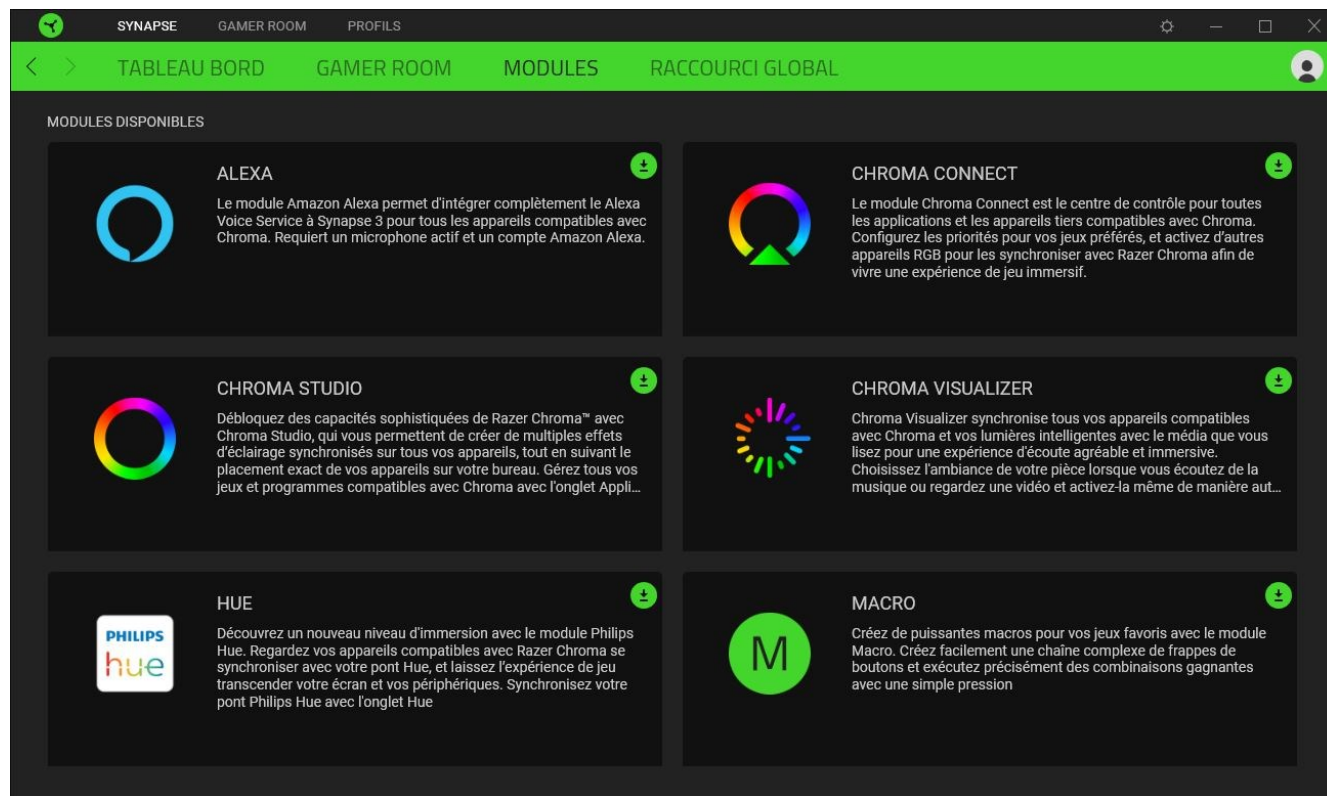 SYNAPSE GAMER ROOM PROFILS
TABLEAU BORD GAMER ROOM MODULES RACCOURCI GLOBAL
MODULES DISPONIBLES
ALEXA
Le module Amazon Alexa permet d'intégrer complètement le Alexa
Voice Service à Synapse 3 pour tous les appareils compatibles avec
Chroma. Requiert un microphone actif et un compte Amazon Alexa.
CHROMA CONNECT
Le module Chroma Connect est le centre de contrôle pour toutes
les applications et les appareils tiers compatibles avec Chroma.
Configurez les priorités pour vos jeux préférés, et activez d’autres
appareils RGB pour les synchroniser avec Razer Chroma afin de
vivre une expérience de jeu immersif.
CHROMA STUDIO
Débloquez des capacités sophistiquées de Razer Chroma™ avec
Chroma Studio, qui vous permettent de créer de multiples effets
d’éclairage synchronisés sur tous vos appareils, tout en suivant le
placement exact de vos appareils sur votre bureau. Gérez tous vos
jeux et programmes compatibles avec Chroma avec l'onglet Appli...
CHROMA VISUALIZER
Chroma Visualizer synchronise tous vos appareils compatibles
avec Chroma et vos lumières intelligentes avec le média que vous
lisez pour une expérience d'écoute agréable et immersive.
Choisissez l'ambiance de votre pièce lorsque vous écoutez de la
musique ou regardez une vidéo et activez-la même de manière aut...
PHILIPS
hue
HUE
Découvrez un nouveau niveau d'immersion avec le module Philips
Hue. Regardez vos appareils compatibles avec Razer Chroma se
synchroniser avec votre pont Hue, et laissez l’expérience de jeu
transcender votre écran et vos périphériques. Synchronisez votre
pont Philips Hue avec l'onglet Hue
M
MACRO
Créez de puissantes macros pour vos jeux favoris avec le module
Macro. Créez facilement une chaîne complexe de frappes de
boutons et exécutez précisément des combinaisons gagnantes
avec une simple pression